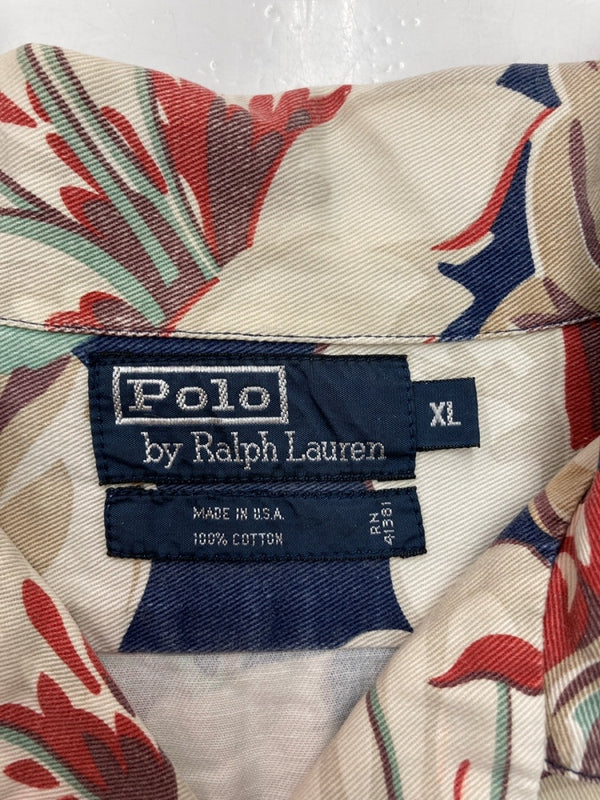 Polo
by Ralph Lauren
XL
MADE IN U.S.A.
100% COTTON
RN
41381